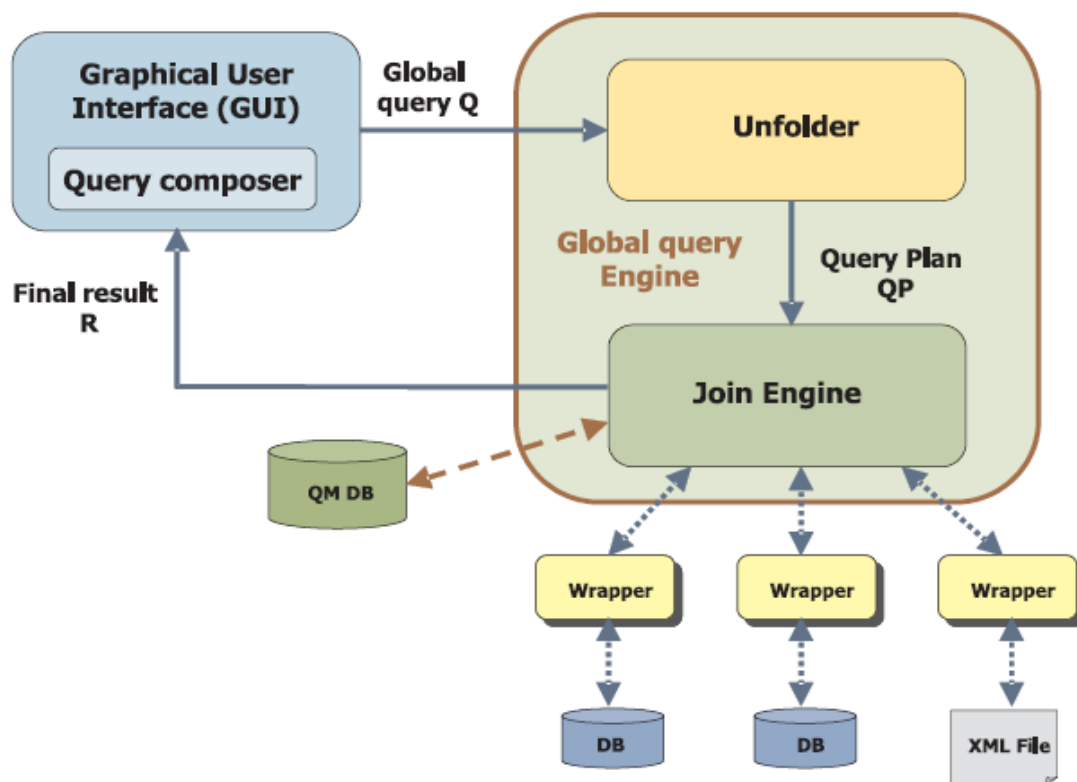 Graphical User
Interface (GUI)
Query composer
Global
query Q
Unfolder
Global query
Engine
Query Plan
QP
Final result
R
Join Engine
QM DB
Wrapper
Wrapper
Wrapper
DB
DB
XML File